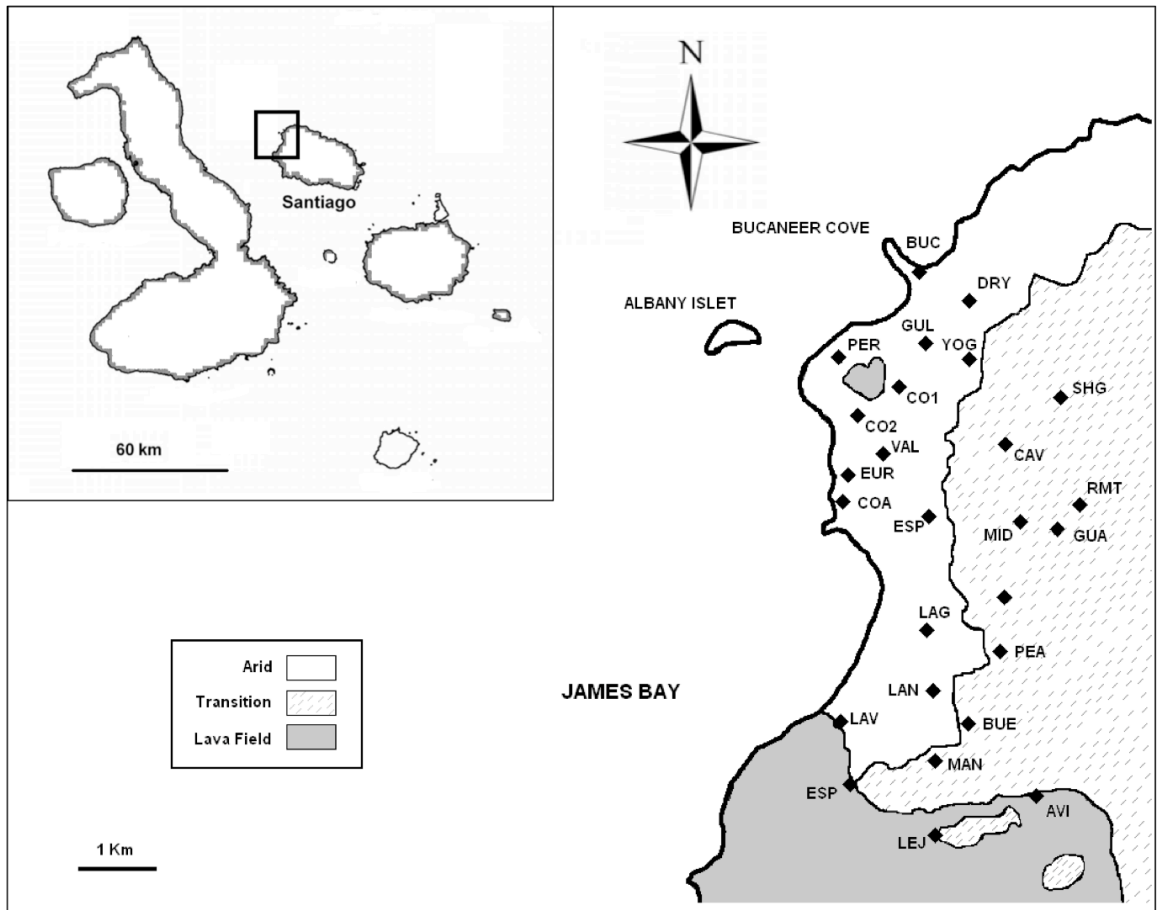 Santiago
60 km
N
BUCANEER COVE
BUC
ALBANY ISLET
DRY
GUL
PER
YOG
CO1
SHG
CO2
VAL
CAV
EUR
RMT
COA
ESP
MID
GUA
LAG
PEA
Arid
Transition
Lava Field
JAMES BAY
LAN
LAV
BUE
MAN
ESP
AVI
LEJ
1 Km